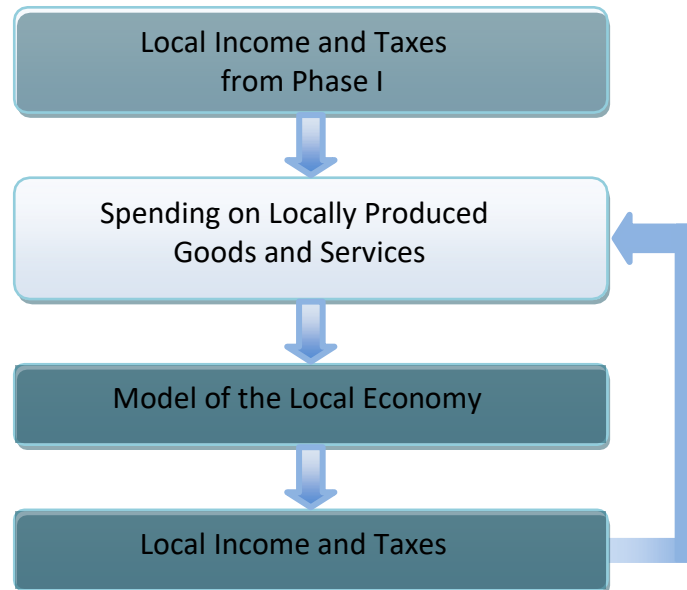 Local Income and Taxes
from Phase I
Spending on Locally Produced
Goods and Services
Model of the Local Economy
Local Income and Taxes